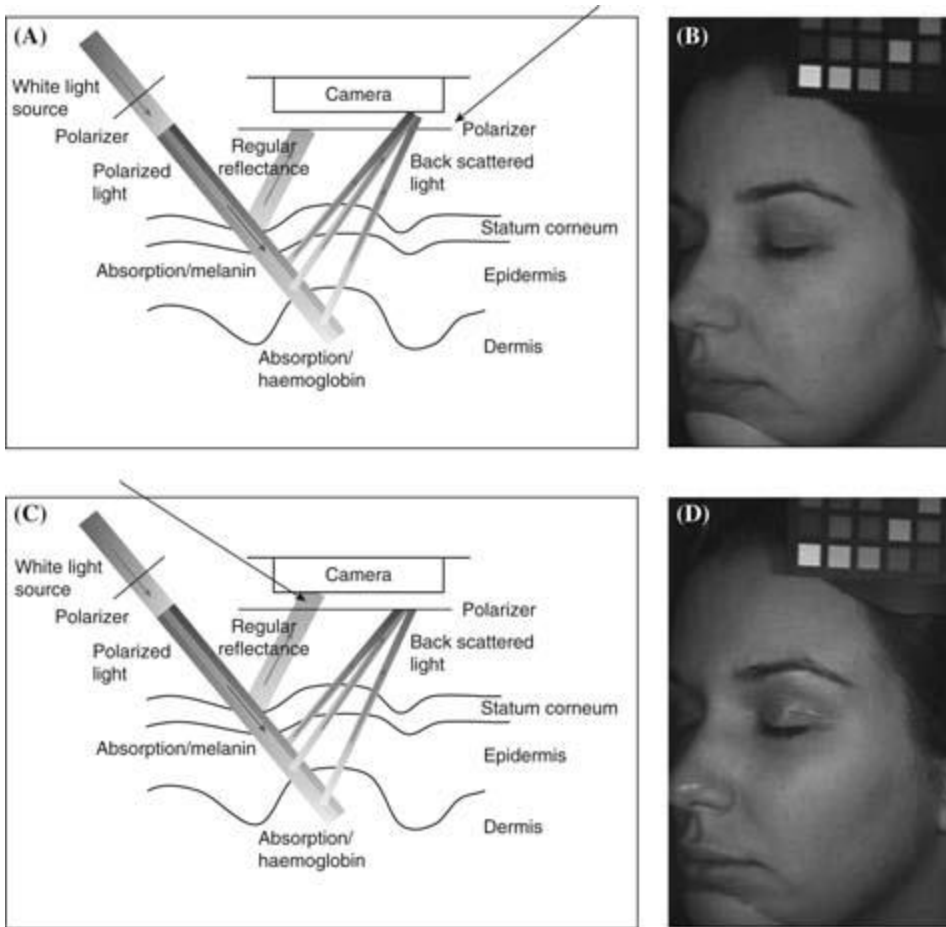 (A)
White light
source
Polarizer
Polarized
light
Camera
Polarizer
Regular
reflectance
Back scattered
light
Statum corneum
Absorption/melanin
Epidermis
Dermis
Absorption/
haemoglobin
(B)
(C)
White light
source
Polarizer
Polarized
light
Camera
Polarizer
Regular
reflectance
Back scattered
light
Statum corneum
Absorption/melanin
Epidermis
Dermis
Absorption/
haemoglobin
(D)